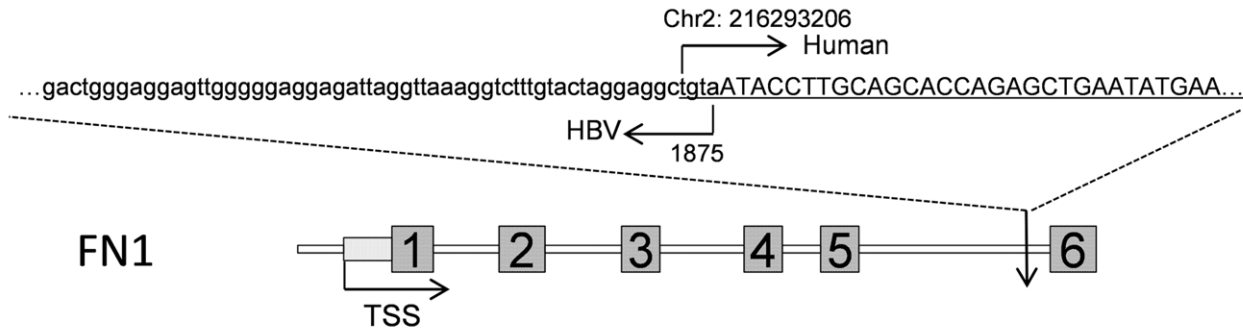 Chr2: 216293206
Human
…gactgggaggagttgggggaggagattaggttaaaggtctttgtactaggaggctgtaATACCTTGCAGCACCAGAGCTGAATATGAA…
HBV
1875
FN1
1 2 3 4 5 6
TSS